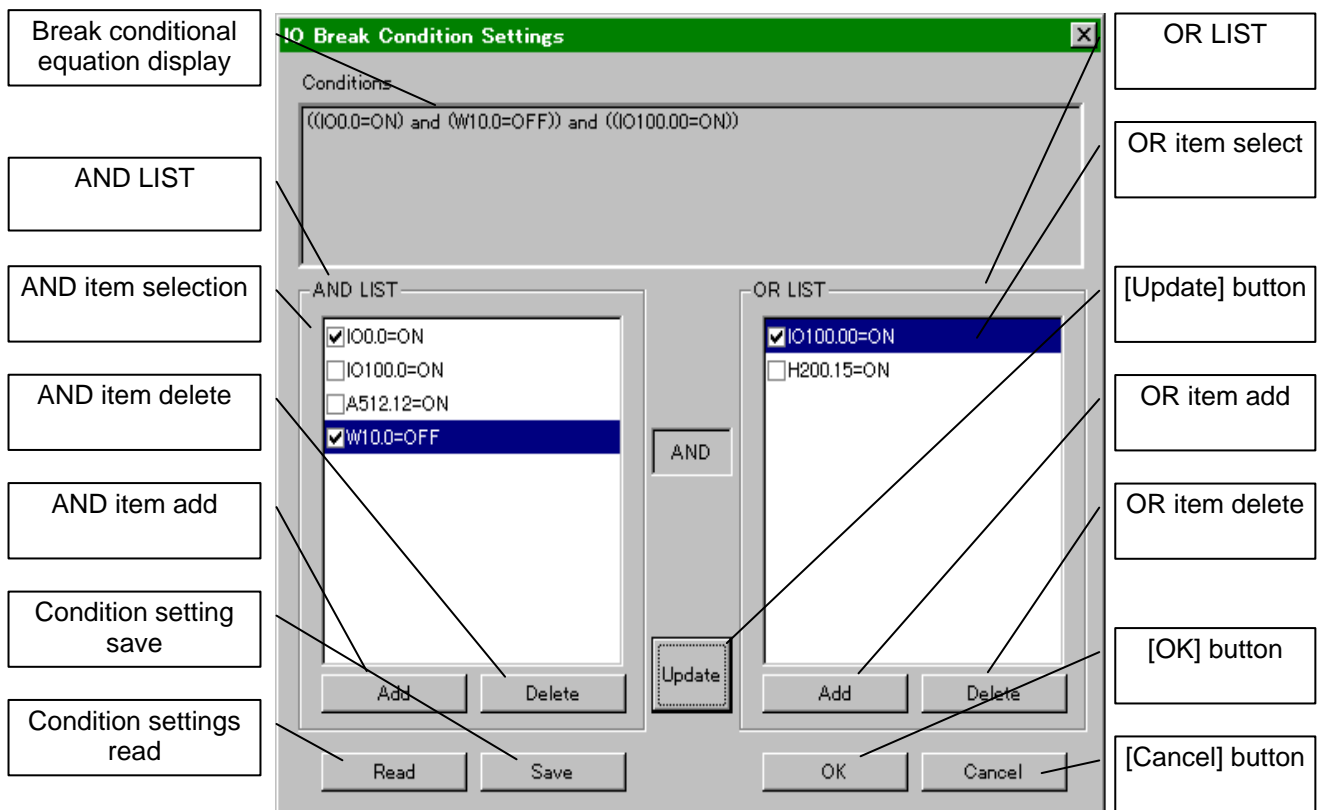 Break conditional
equation display
AND LIST
AND item selection
AND item delete
AND item add
Condition setting
save
Condition settings
read
IO Break Condition Settings
Conditions
((IO0.0=ON) and (W10.0=OFF)) and ((IO100.00=ON))
AND LIST
IO0.0=ON
IO100.0=ON
A512.12=ON
W10.0=OFF
Add
Delete
AND
Update
OR LIST
IO100.00=ON
H200.15=ON
Add
Delete
Read
Save
OK
Cancel
OR LIST
OR item select
[Update] button
OR item add
OR item delete
[OK] button
[Cancel] button